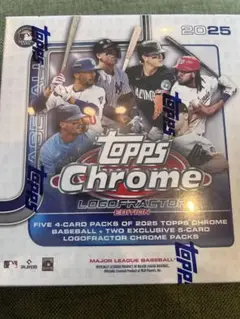 2025
topps
Topps
Chrome
LOGOFRACTOR
EDITION
FIVE 4-CARD PACKS OF 2025 TOPPS CHROME
BASEBALL + TWO EXCLUSIVE 5-CARD
LOGOFRACTOR CHROME PACKS
MAJOR LEAGUE BASEBALL